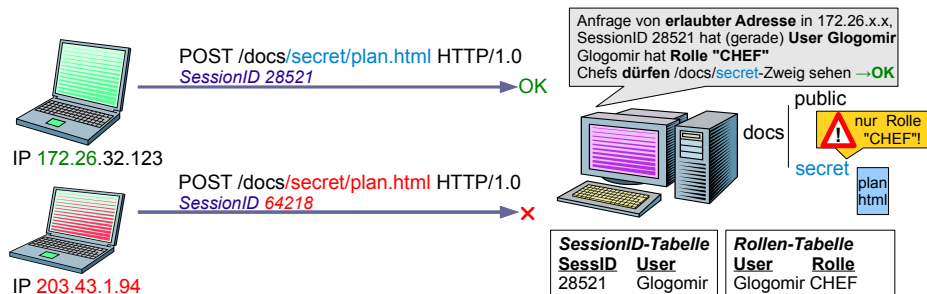 Anfrage von erlaubter Adresse in 172.26.x.x,
SessionID 28521 hat (gerade) User Glogomir
Glogomir hat Rolle "CHEF"
Chefs dürfen /docs/secret-Zweig sehen →OK
POST /docs/secret/plan.html HTTP/1.0
SessionID 28521
OK
IP 172.26.32.123
public
docs
nur Rolle
"CHEF"!
!
secret
plan
html
POST /docs/secret/plan.html HTTP/1.0
SessionID 64218
×
IP 203.43.1.94
SessionID-Tabelle
SessID User
28521 Glogomir
Rollen-Tabelle
User Rolle
Glogomir CHEF